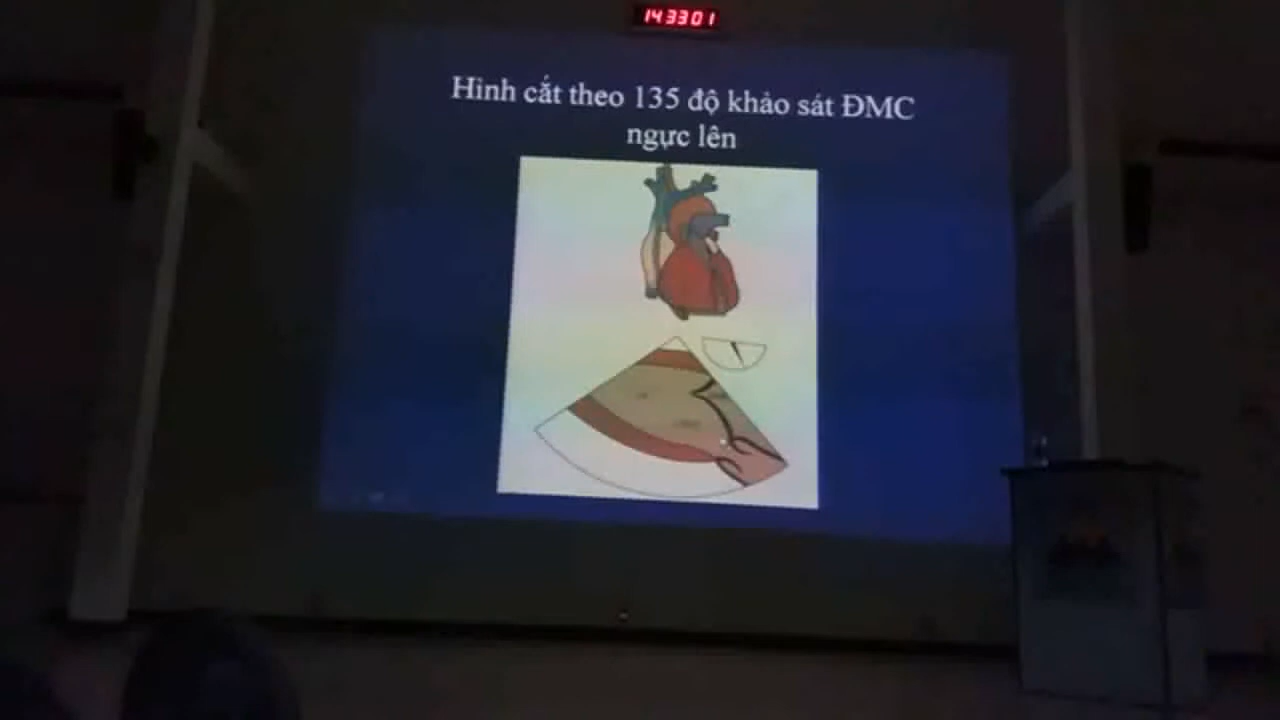 143301
Hình cắt theo 135 độ khảo sát ĐMC
ngực lên